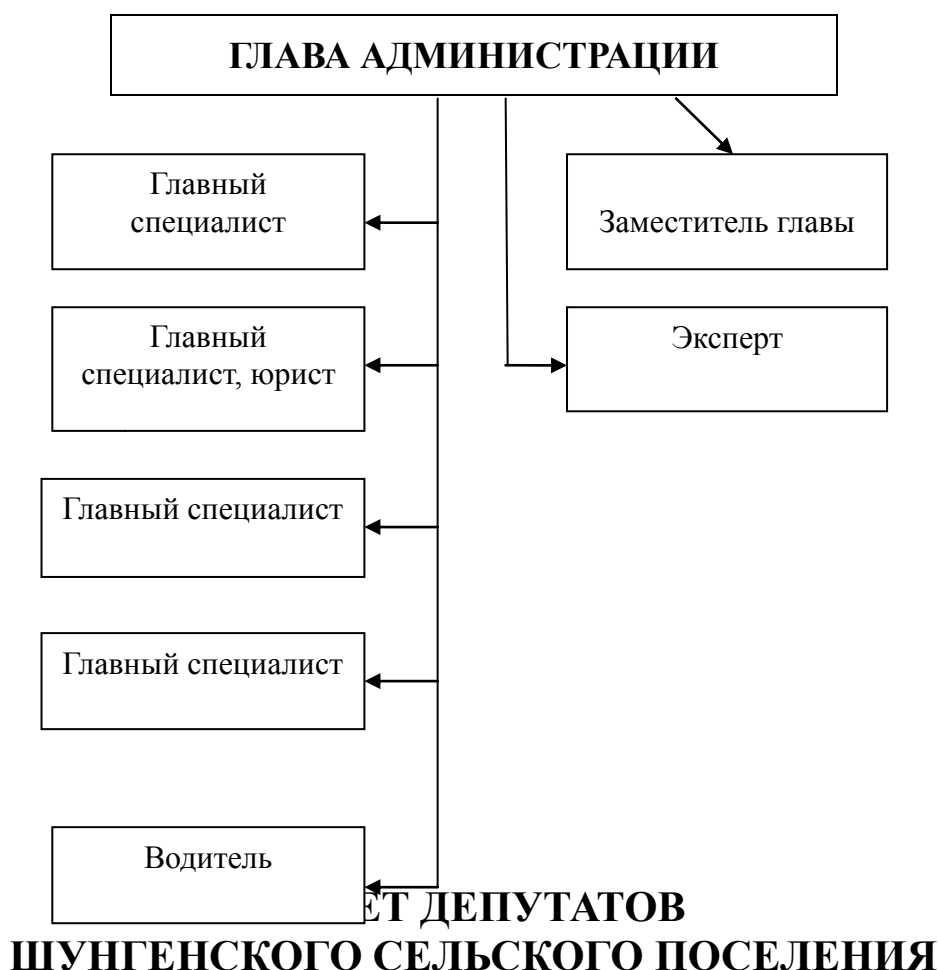 ГЛАВА АДМИНИСТРАЦИИ
Главный
специалист
Заместитель главы
Главный
специалист, юрист
Эксперт
Главный специалист
Главный специалист
Водитель
ДЕПУТАТОВ
ШУНГЕНСКОГО СЕЛЬСКОГО ПОСЕЛЕНИЯ